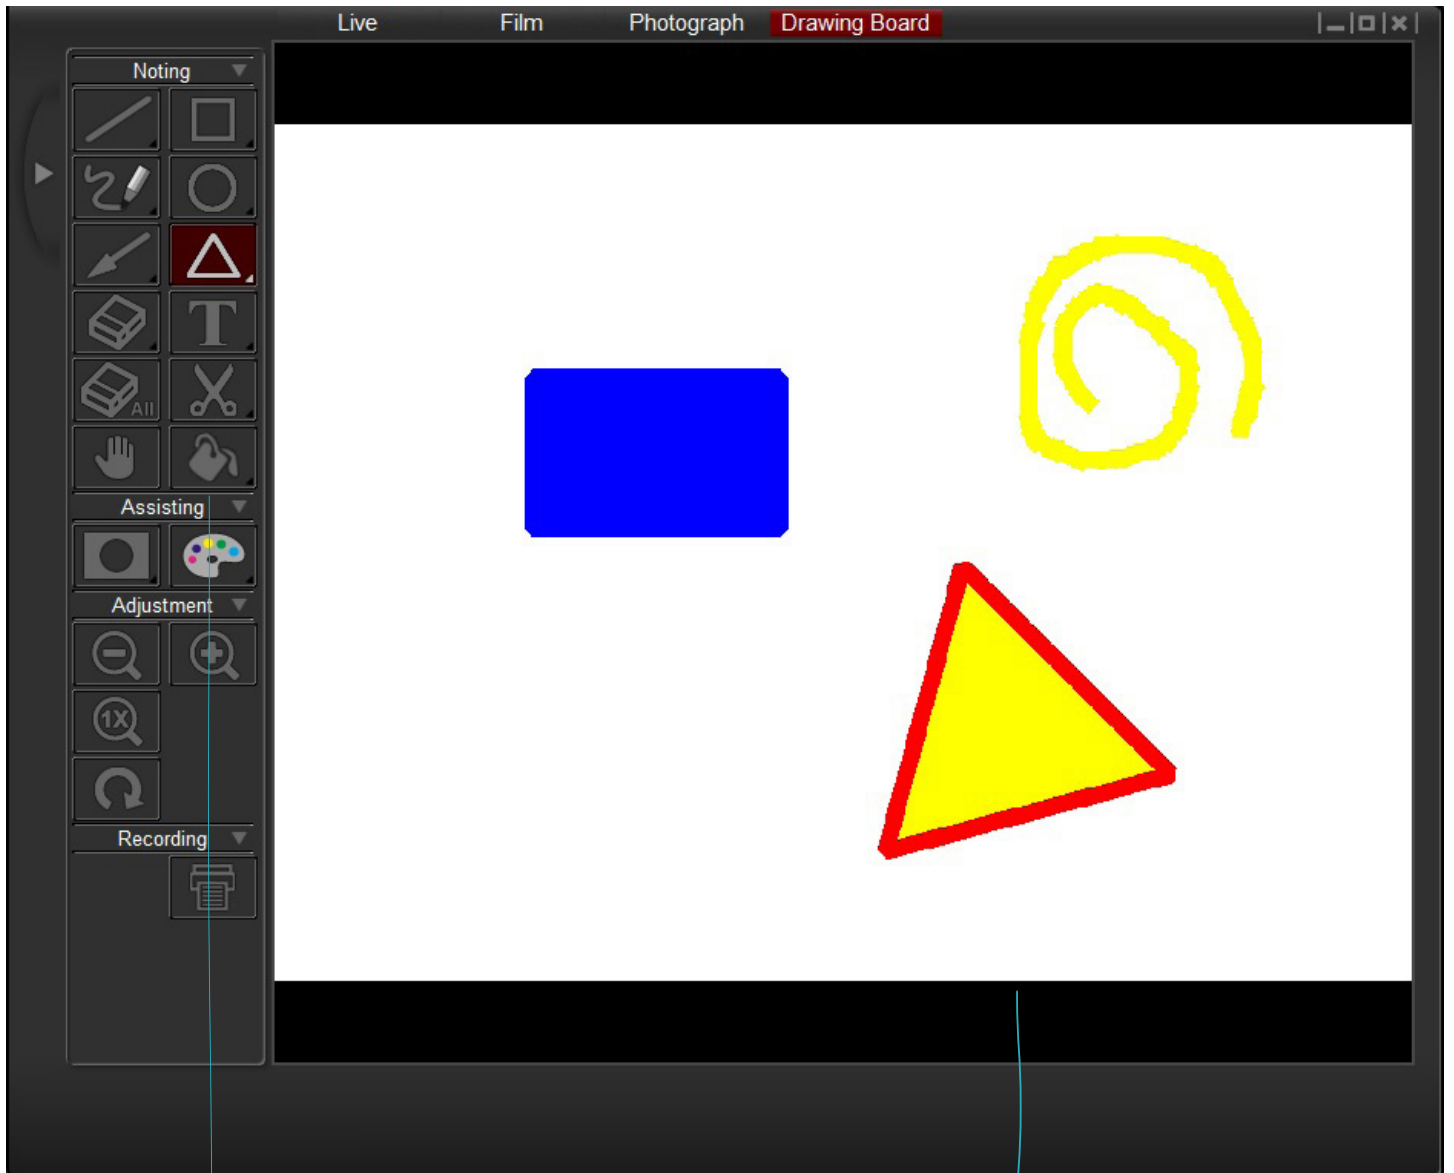 Live Film Photograph Drawing Board
Noting
T
All
Assisting
Adjustment
1X
Recording